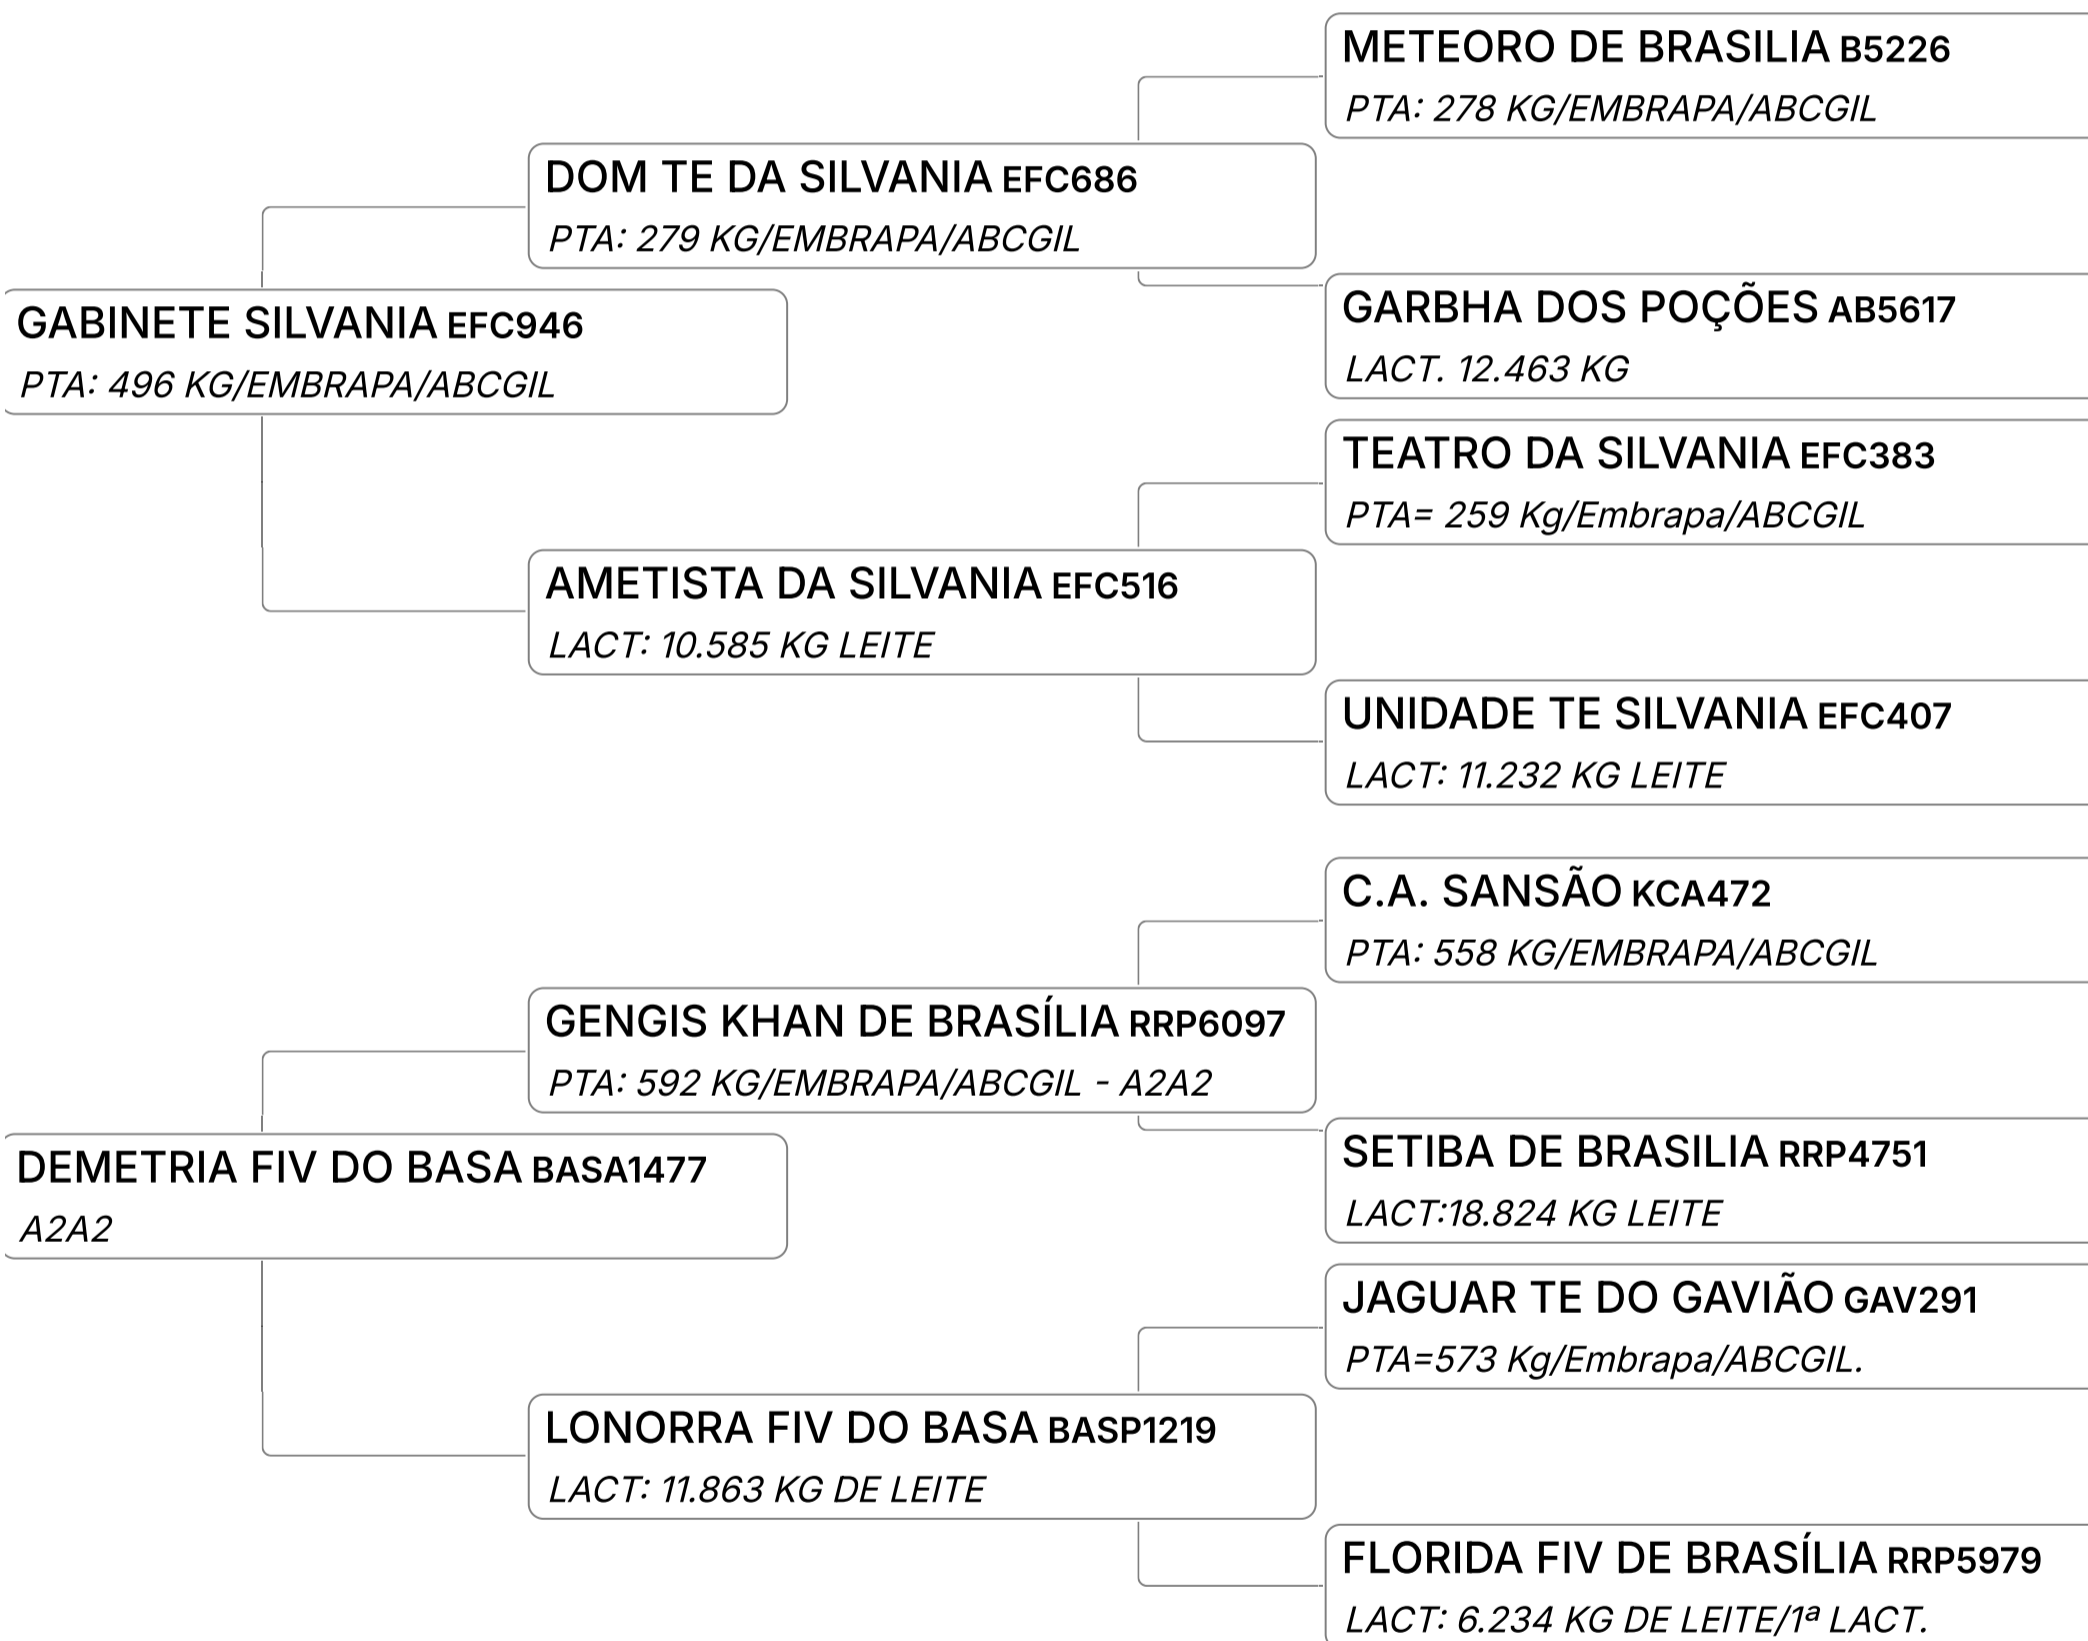 METEORO DE BRASILIA B5226
PTA: 278 KG/EMBRAPA/ABCGIL
DOM TE DA SILVANIA EFC686
PTA: 279 KG/EMBRAPA/ABCGIL
GARBHA DOS POÇÕES AB5617
LACT. 12.463 KG
GABINETE SILVANIA EFC946
PTA: 496 KG/EMBRAPA/ABCGIL
TEATRO DA SILVANIA EFC383
PTA= 259 Kg/Embrapa/ABCGIL
AMETISTA DA SILVANIA EFC516
LACT: 10.585 KG LEITE
UNIDADE TE SILVANIA EFC407
LACT: 11.232 KG LEITE
C.A. SANSÃO KCA472
PTA: 558 KG/EMBRAPA/ABCGIL
GENGIS KHAN DE BRASÍLIA RRP6097
PTA: 592 KG/EMBRAPA/ABCGIL - A2A2
SETIBA DE BRASILIA RRP4751
LACT:18.824 KG LEITE
DEMETRIA FIV DO BASA BASA1477
A2A2
JAGUAR TE DO GAVIÃO GAV291
PTA=573 Kg/Embrapa/ABCGIL.
LONORRA FIV DO BASA BASP1219
LACT: 11.863 KG DE LEITE
FLORIDA FIV DE BRASÍLIA RRP5979
LACT: 6.234 KG DE LEITE/1ª LACT.